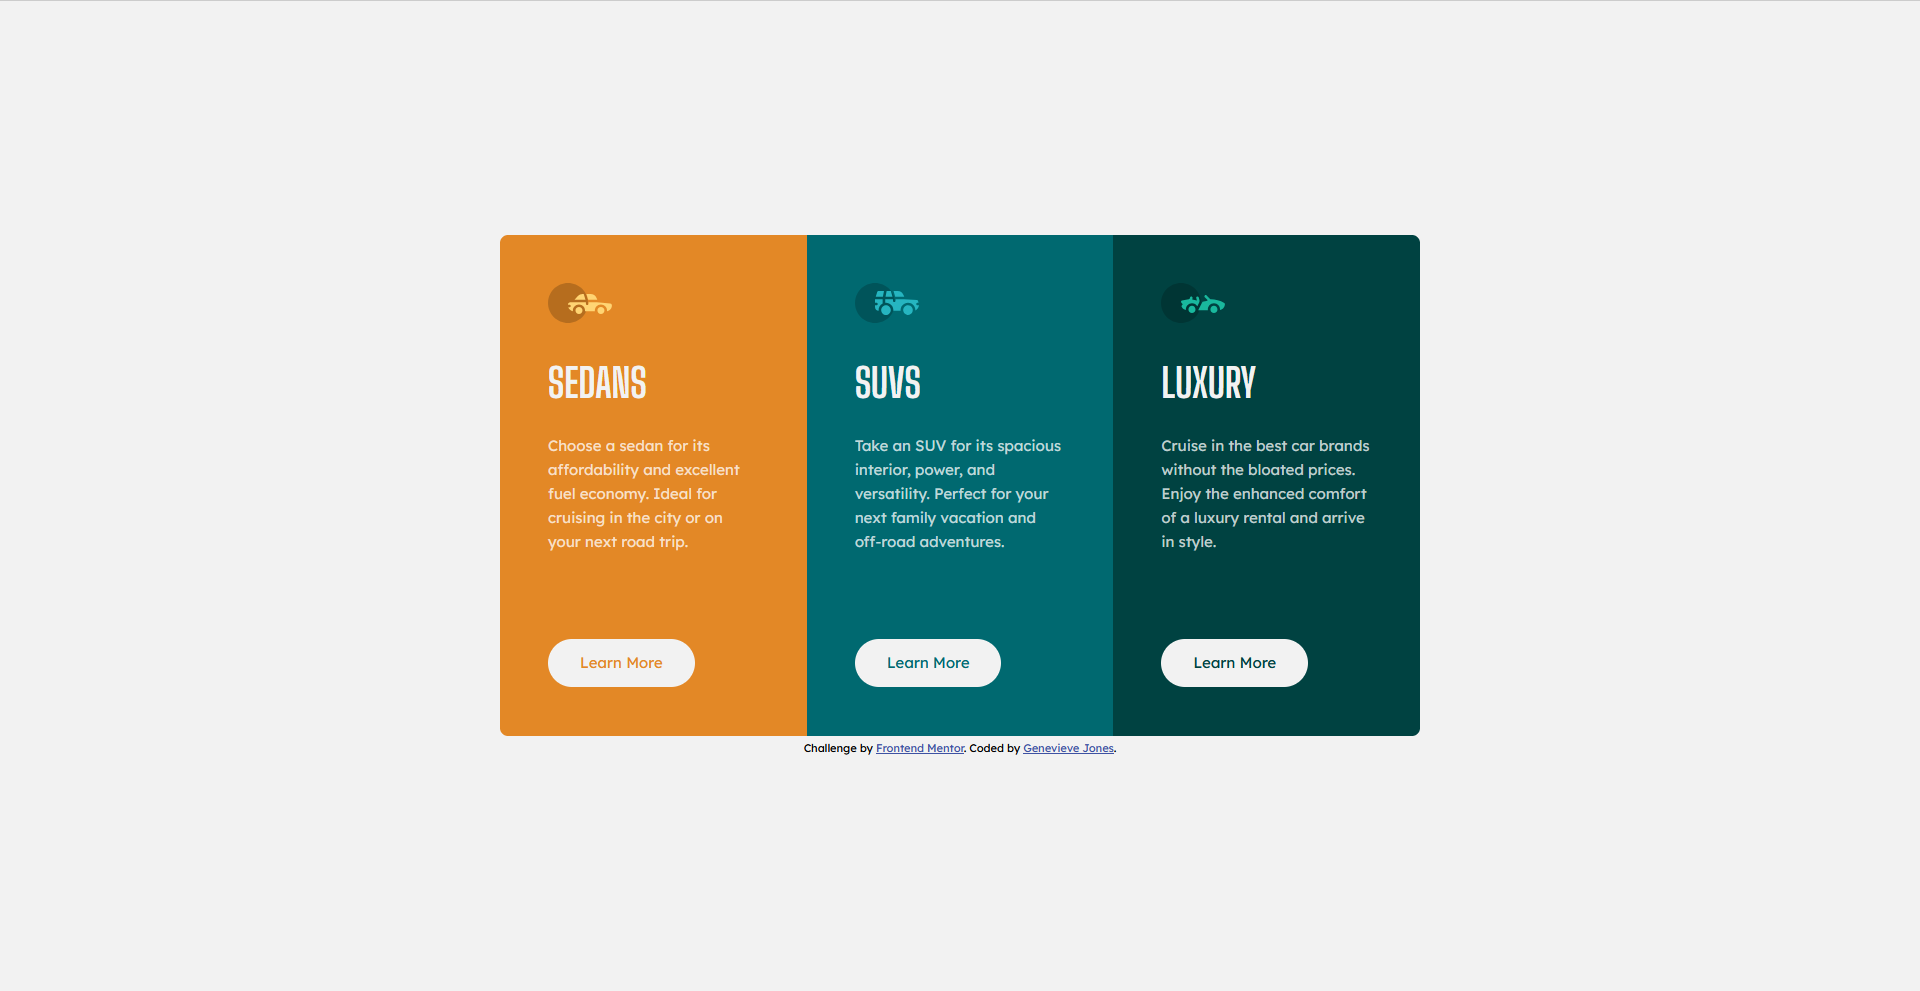 SEDANS
Choose a sedan for its
affordability and excellent
fuel economy. Ideal for
cruising in the city or on
your next road trip.
Learn More
SUVS
Take an SUV for its spacious
interior, power, and
versatility. Perfect for your
next family vacation and
off-road adventures.
Learn More
LUXURY
Cruise in the best car brands
without the bloated prices.
Enjoy the enhanced comfort
of a luxury rental and arrive
in style.
Learn More
Challenge by Frontend Mentor. Coded by Genevieve Jones.